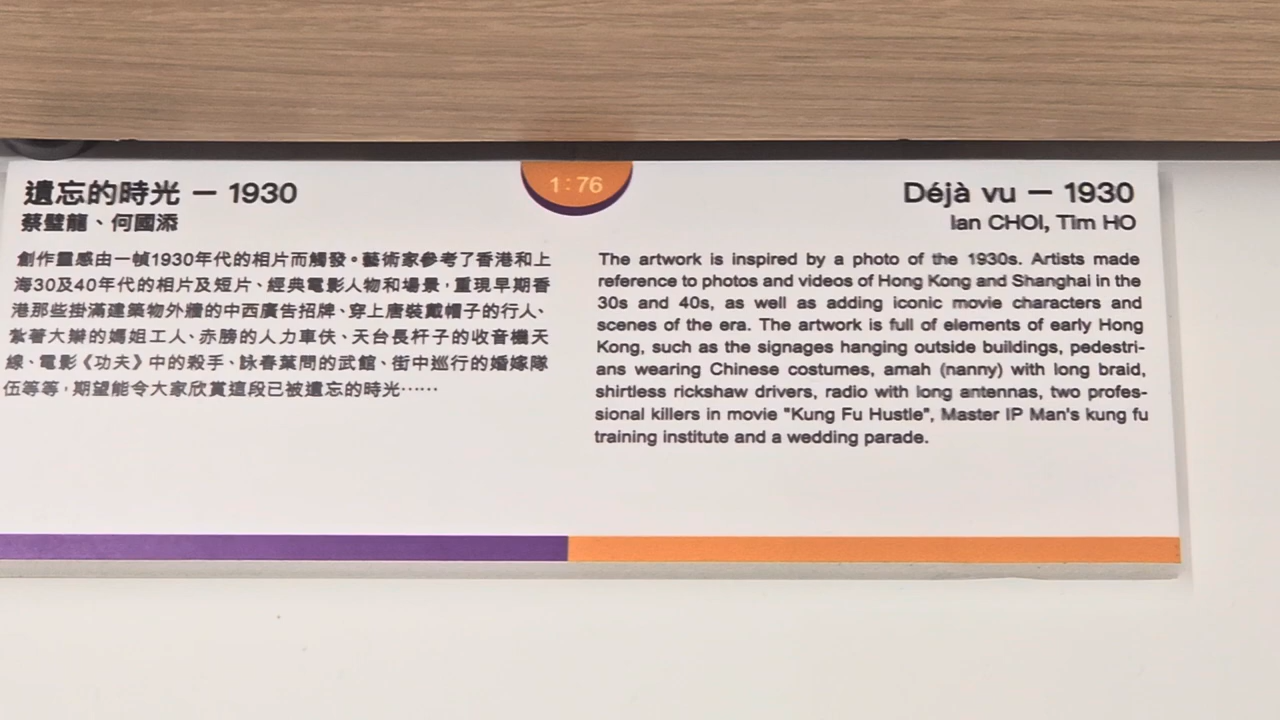 遺忘的時光 — 1930
蔡璧龍、何國添
創作靈感由一幀1930年代的相片而觸發。藝術家參考了香港和上
海30及40年代的相片及短片、經典電影人物和場景，重現早期香
港那些掛滿建築物外牆的中西廣告招牌、穿上唐裝戴帽子的行人、
紮著大辮的媽姐工人、赤膊的人力車伕、天台長杆子的收音機天
線、電影《功夫》中的殺手、詠春葉問的武館、街中巡行的婚嫁隊
伍等等，期望能令大家欣賞這段已被遺忘的時光……
1:76
Déjà vu — 1930
Ian CHOI, Tim HO
The artwork is inspired by a photo of the 1930s. Artists made
reference to photos and videos of Hong Kong and Shanghai in the
30s and 40s, as well as adding iconic movie characters and
scenes of the era. The artwork is full of elements of early Hong
Kong, such as the signages hanging outside buildings, pedestri-
ans wearing Chinese costumes, amah (nanny) with long braid,
shirtless rickshaw drivers, radio with long antennas, two profes-
sional killers in movie "Kung Fu Hustle", Master IP Man's kung fu
training institute and a wedding parade.